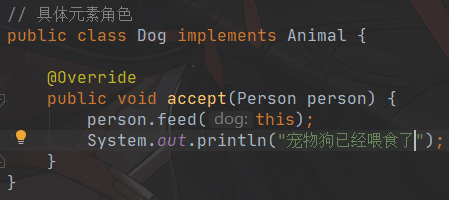 // 具体元素角色
public class Dog implements Animal {
@Override
public void accept(Person person) {
person.feed( dog: this);
System.out.println("宠物狗已经喂食了");
}
}